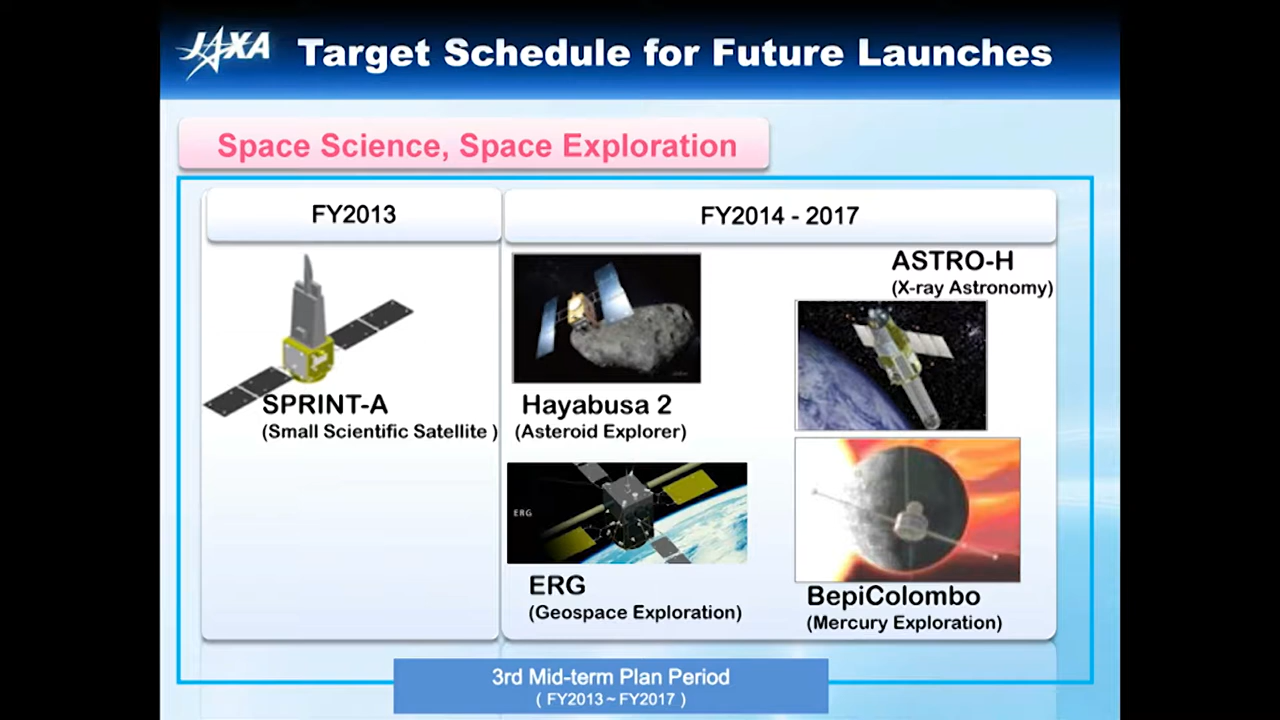 JAXA
Target Schedule for Future Launches
Space Science, Space Exploration
FY2013
SPRINT-A
(Small Scientific Satellite )
FY2014 - 2017
Hayabusa 2
(Asteroid Explorer)
ASTRO-H
(X-ray Astronomy)
ERG
ERG
(Geospace Exploration)
BepiColombo
(Mercury Exploration)
3rd Mid-term Plan Period
( FY2013~FY2017 )